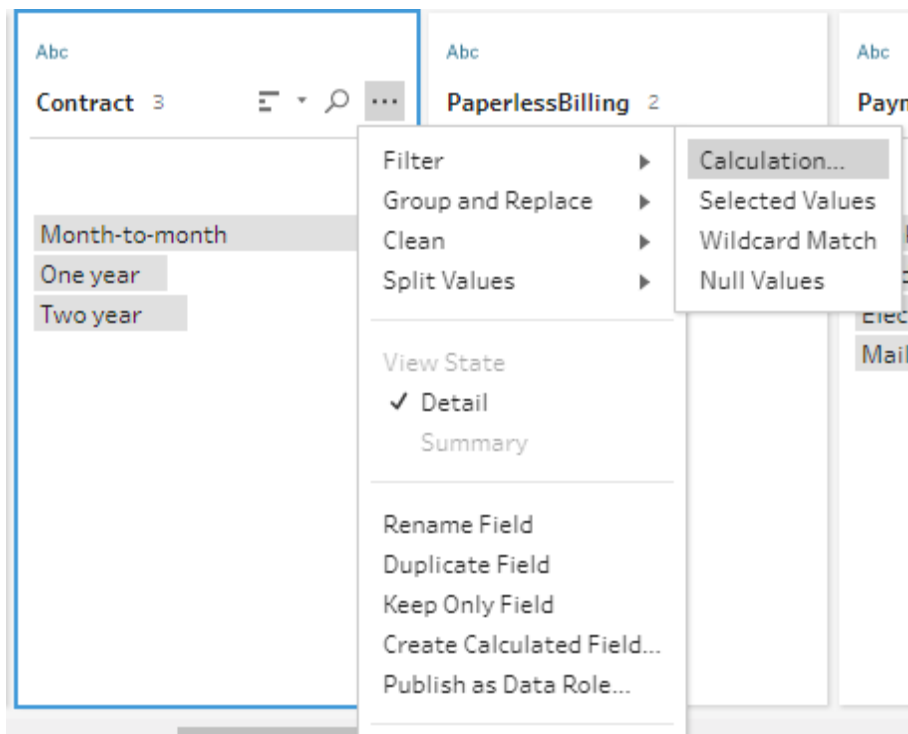 Abc
Abc
Abc
Contract 3
PaperlessBilling 2
Month-to-month
One year
Two year
Filter
Group and Replace
Clean
Split Values
View State
Detail
Summary
Rename Field
Duplicate Field
Keep Only Field
Create Calculated Field...
Publish as Data Role...
Calculation...
Selected Values
Wildcard Match
Null Values
Mail